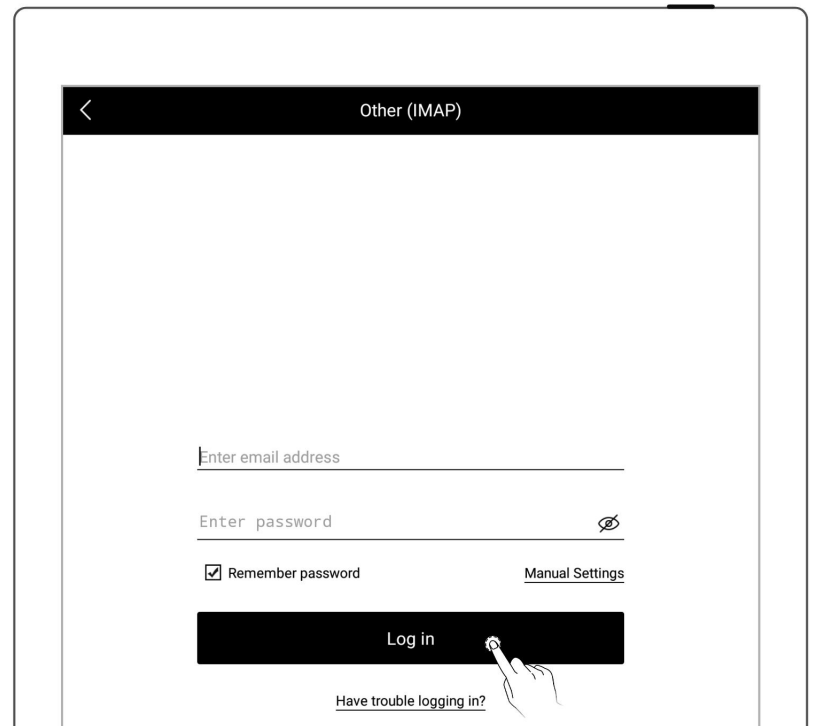 Other (IMAP)
Enter email address
Enter password
Remember password
Manual Settings
Log in
Have trouble logging in?